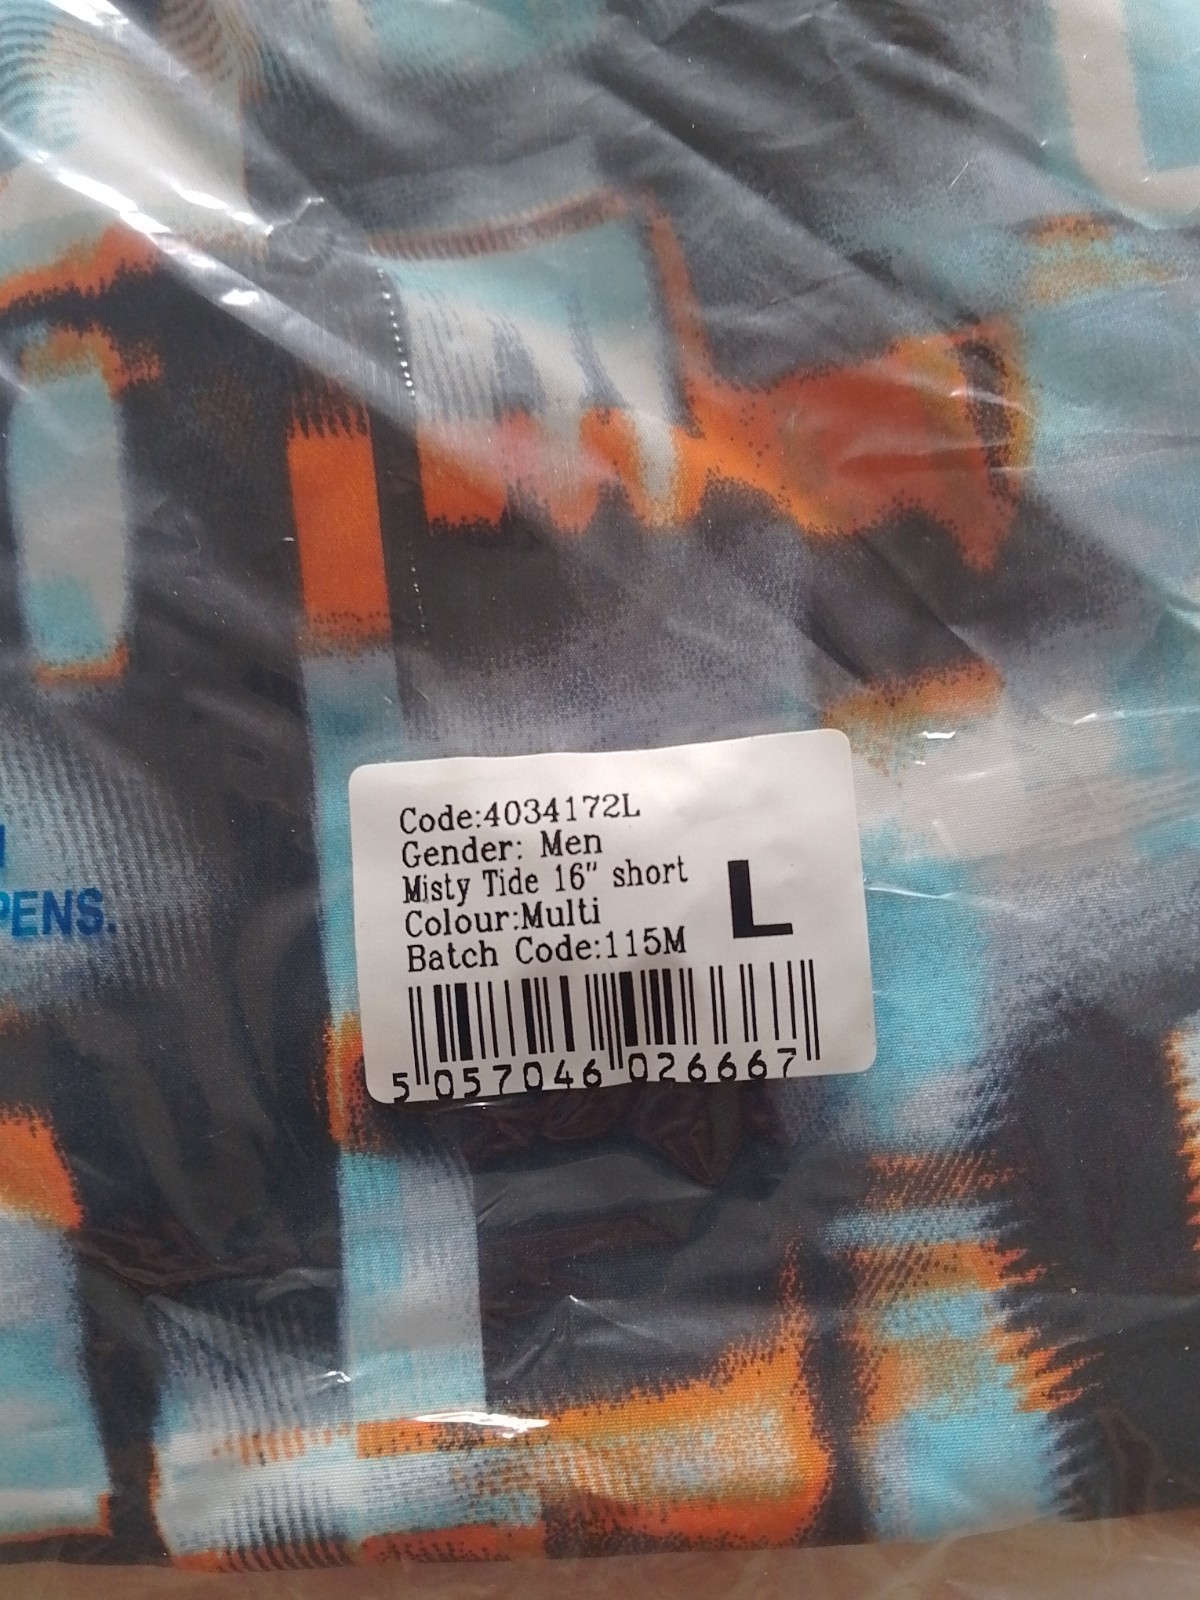 Code:4034172L
Gender: Men
Misty Tide 16" short
Colour:Multi
Batch Code:115M
L
5 057046 026667
PENS.